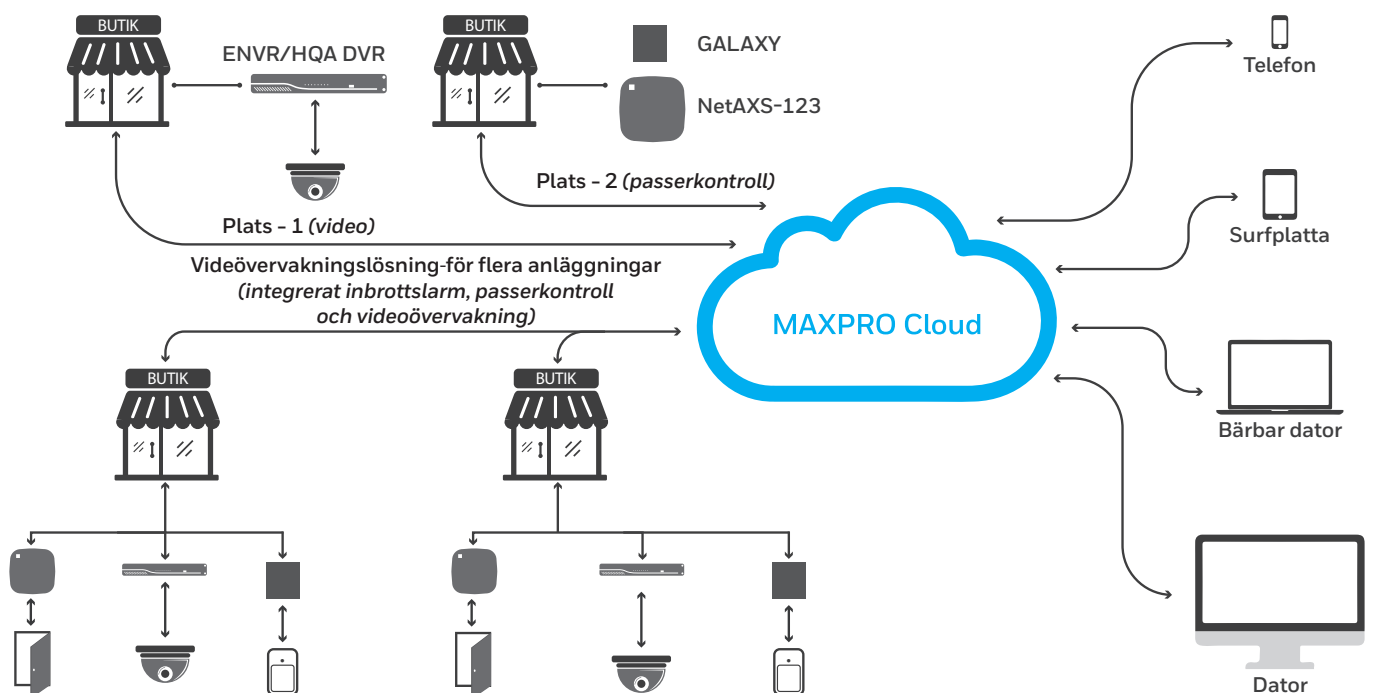 BUTIK
ENVR/HQA DVR
BUTIK
GALAXY
NetAXS-123
Telefon
Plats - 2 (passerkontroll)
Plats - 1 (video)
Surfplatta
Videövervakningslösning-för flera anläggningar
(integrerat inbrottslarm, passerkontroll
och videoövervakning)
MAXPRO Cloud
BUTIK
BUTIK
Bärbar dator
Dator